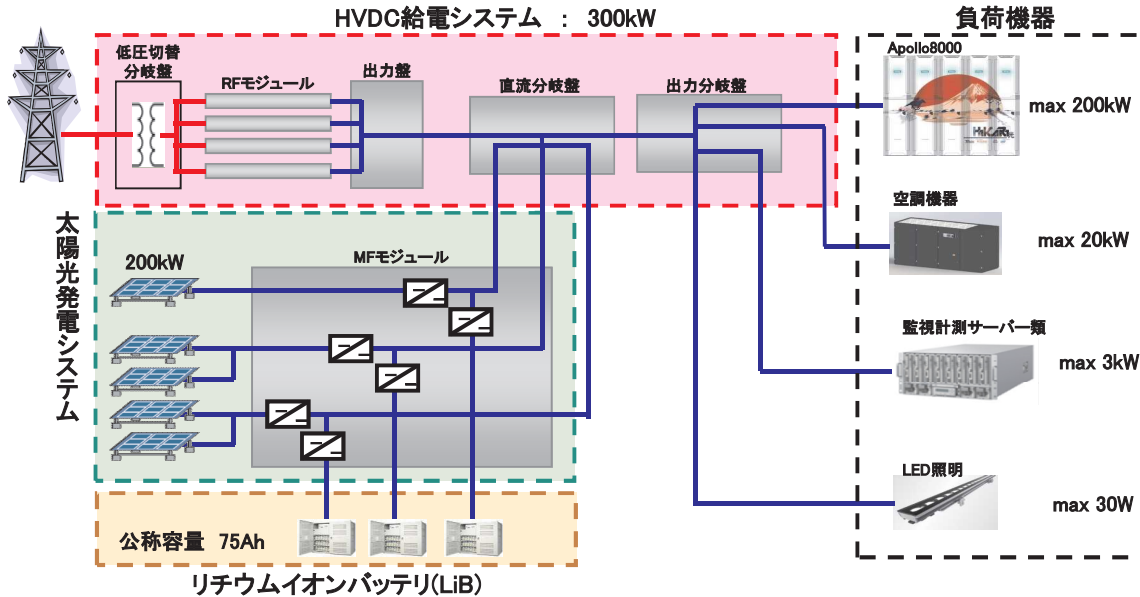 HVDC給電システム ： 300kW
負荷機器
低圧切替
分岐盤
RFモジュール
出力盤
直流分岐盤
出力分岐盤
Apollo8000
max 200kW
空調機器
max 20kW
太陽光発電システム
200kW
MFモジュール
監視計測サーバー類
max 3kW
LED照明
max 30W
公称容量 75Ah
リチウムイオンバッテリ(LiB)